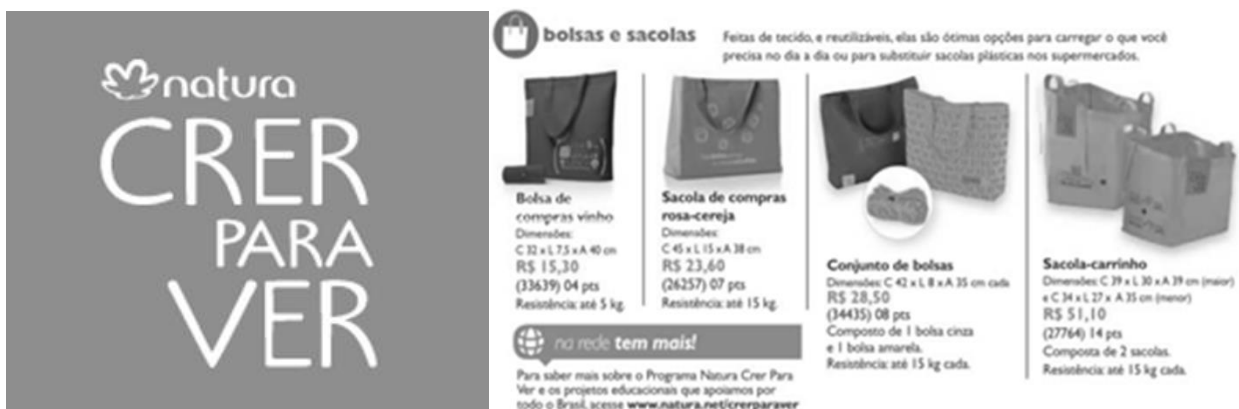 natura
CRER
PARA
VER
bolsas e sacolas
Feitas de tecido, e reutilizáveis, elas são ótimas opções para carregar o que você
precisa no dia a dia ou para substituir sacolas plásticas nos supermercados.
Bolsa de
compras vinho
Dimensões:
C 32 x L 7,5 x A 40 cm
R$ 15,30
(33639) 04 pts
Resistência: até 5 kg.
Sacola de compras
rosa-cereja
Dimensões:
C 45 x L 15 x A 38 cm
R$ 23,60
(26257) 07 pts
Resistência: até 15 kg.
Conjunto de bolsas
Dimensões: C 42 x L 8 x A 35 cm cada
R$ 28,50
(34435) 08 pts
Composto de 1 bolsa cinza
e 1 bolsa amarela.
Resistência: até 15 kg cada.
Sacola-carrinho
Dimensões: C 39 x L 30 x A 39 cm (maior)
e C 34 x L 27 x A 35 cm (menor)
R$ 51,10
(27764) 14 pts
Composta de 2 sacolas.
Resistência: até 15 kg cada.
na rede tem mais!
Para saber mais sobre o Programa Natura Crer Para
Ver e os projetos educacionais que apoiamos por
todo o Brasil, acesse www.natura.net/crerparaver